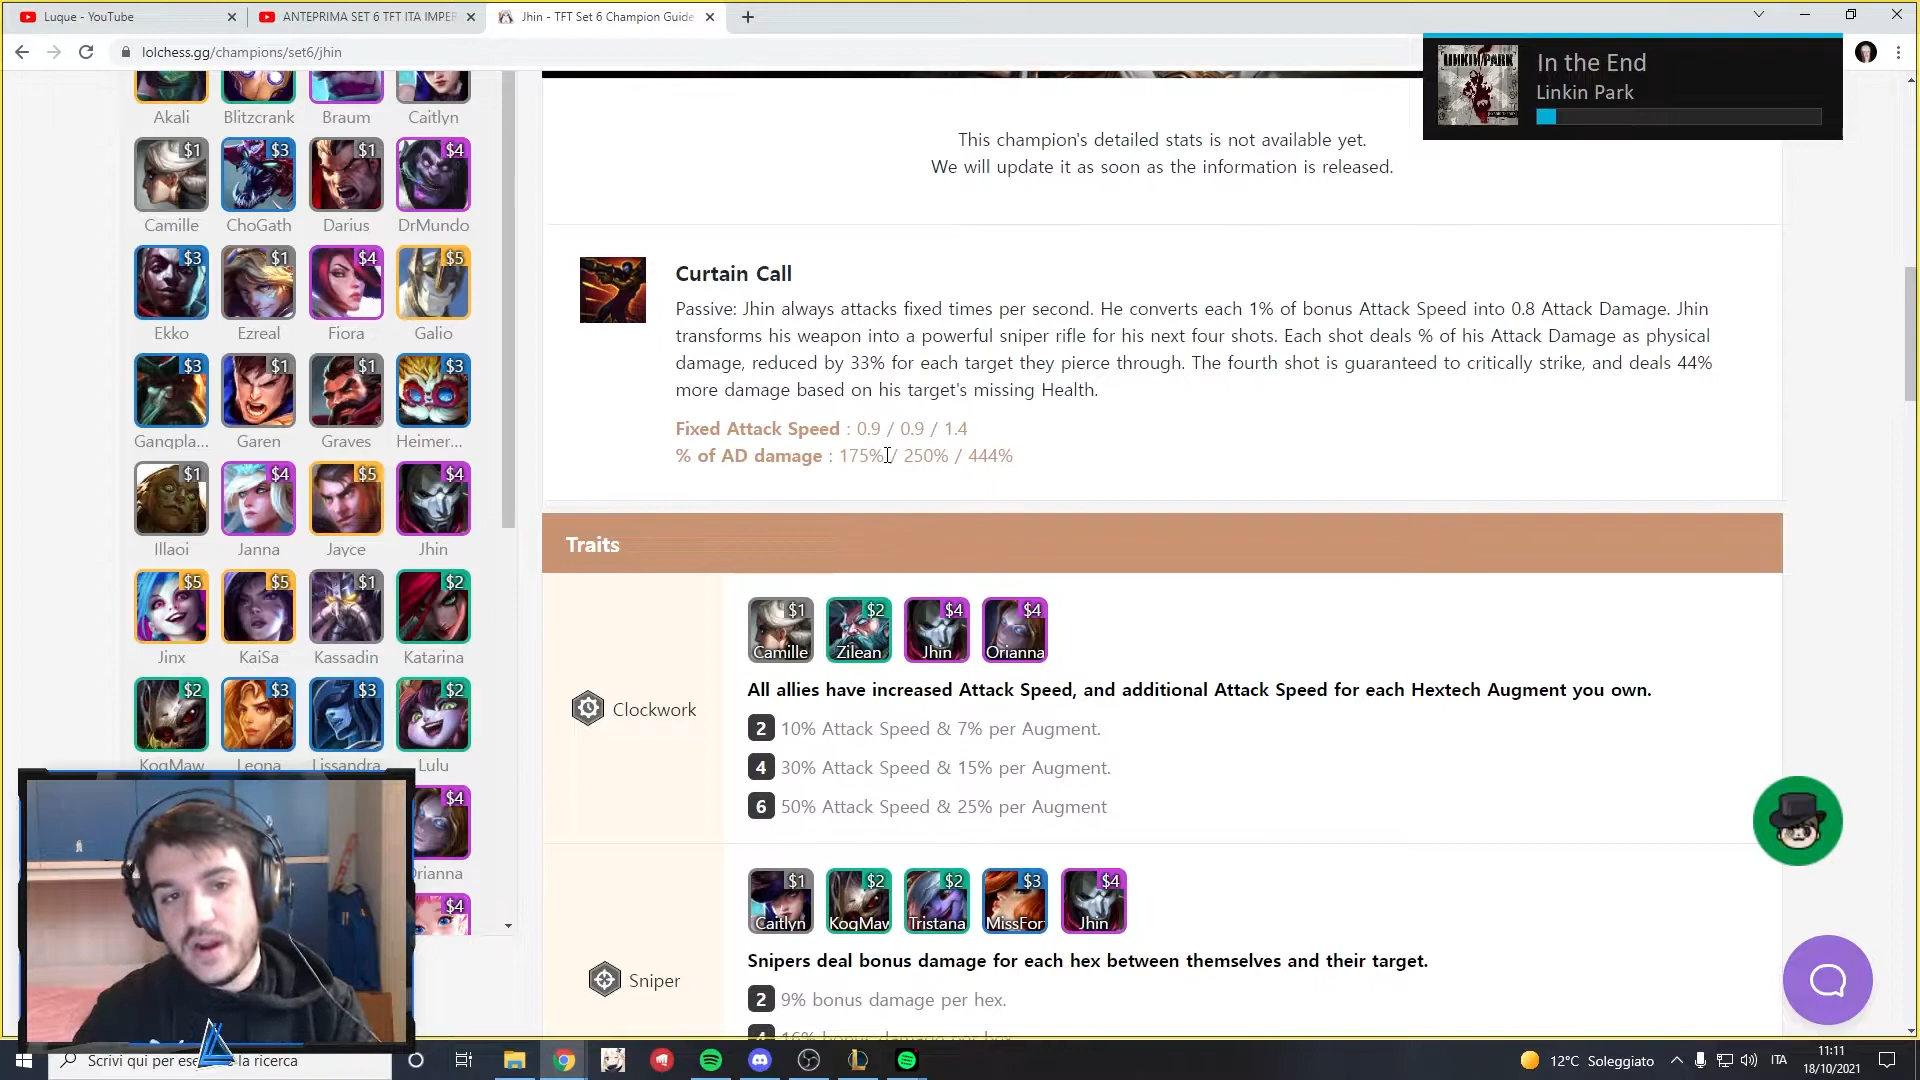 Luque - YouTube
ANTEPRIMA SET 6 TFT ITA IMPER
Jhin - TFT Set 6 Champion Guide
lolchess.gg/champions/set6/jhin
In the End
Linkin Park
LINKIN PARK
Akali Blitzcrank Braum Caitlyn
$1 $3 $1 $4
Camille ChoGath Darius DrMundo
$3 $1 $4 $5
Ekko Ezreal Fiora Galio
$3 $1 $1 $3
Gangpla... Garen Graves Heimer...
$1 $4 $5 $4
Illaoi Janna Jayce Jhin
$5 $5 $1 $2
Jinx KaiSa Kassadin Katarina
$2 $3 $3 $2
KogMaw Leona Lissandra Lulu
$4
Orianna
$4
This champion's detailed stats is not available yet.
We will update it as soon as the information is released.
Curtain Call
Passive: Jhin always attacks fixed times per second. He converts each 1% of bonus Attack Speed into 0.8 Attack Damage. Jhin
transforms his weapon into a powerful sniper rifle for his next four shots. Each shot deals % of his Attack Damage as physical
damage, reduced by 33% for each target they pierce through. The fourth shot is guaranteed to critically strike, and deals 44%
more damage based on his target's missing Health.
Fixed Attack Speed : 0.9 / 0.9 / 1.4
% of AD damage : 175% / 250% / 444%
Traits
Clockwork
$1 $2 $4 $4
Camille Zilean Jhin Orianna
All allies have increased Attack Speed, and additional Attack Speed for each Hextech Augment you own.
2 10% Attack Speed & 7% per Augment.
4 30% Attack Speed & 15% per Augment.
6 50% Attack Speed & 25% per Augment
Sniper
$1 $2 $2 $3 $4
Caitlyn KogMaw Tristana MissFor Jhin
Snipers deal bonus damage for each hex between themselves and their target.
2 9% bonus damage per hex.
4 16% bonus damage per hex.
Scrivi qui per ese la ricerca
12°C Soleggiato
ITA
11:11
18/10/2021